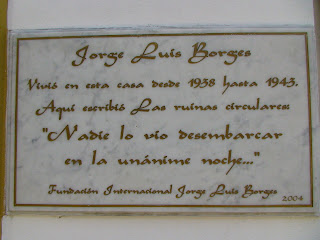 Jorge Luis Borges
Vivió en esta casa desde 1938 hasta 1943.
Aquí escribió Las ruinas circulares:
"Nadie lo vio desembarcar
en la unánime noche..."
Fundación Internacional Jorge Luis Borges
2004